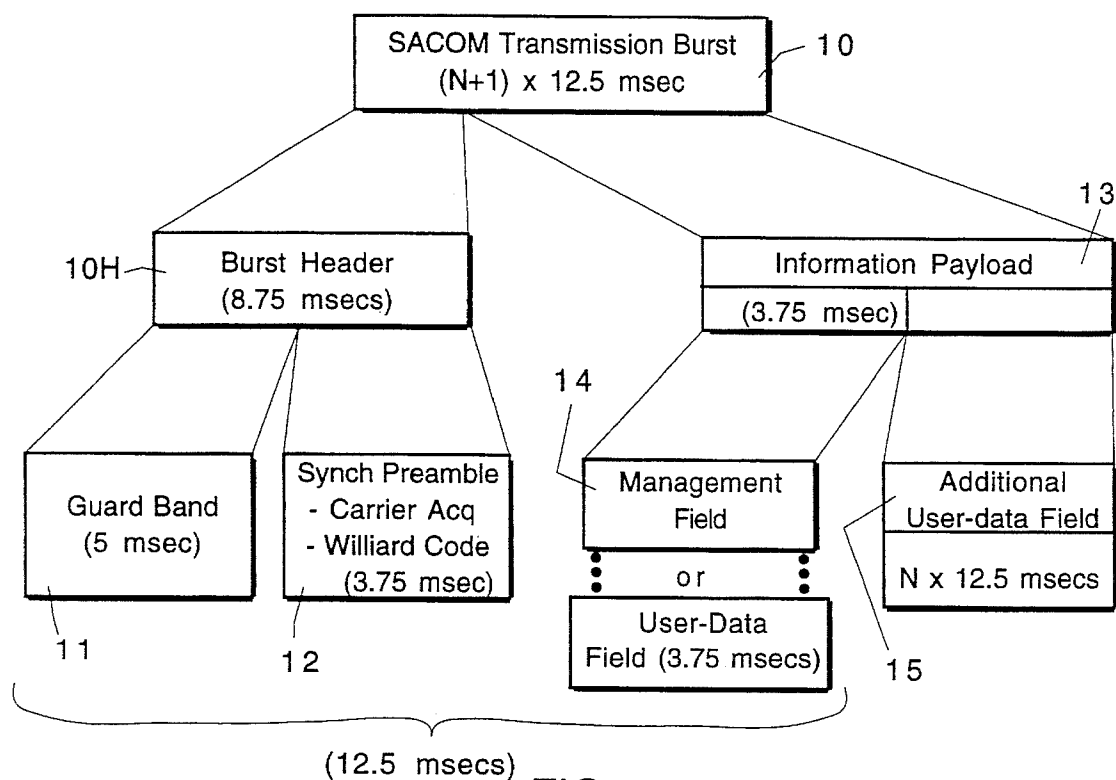 SACOM Transmission Burst
(N+1) x 12.5 msec
10
13
10H
Burst Header
(8.75 msecs)
Information Payload
(3.75 msec)
14
Guard Band
(5 msec)
Synch Preamble
- Carrier Acq
- Williard Code
(3.75 msec)
Management
Field
or
User-Data
Field (3.75 msecs)
Additional
User-data Field
N x 12.5 msecs
11
12
15
(12.5 msecs)